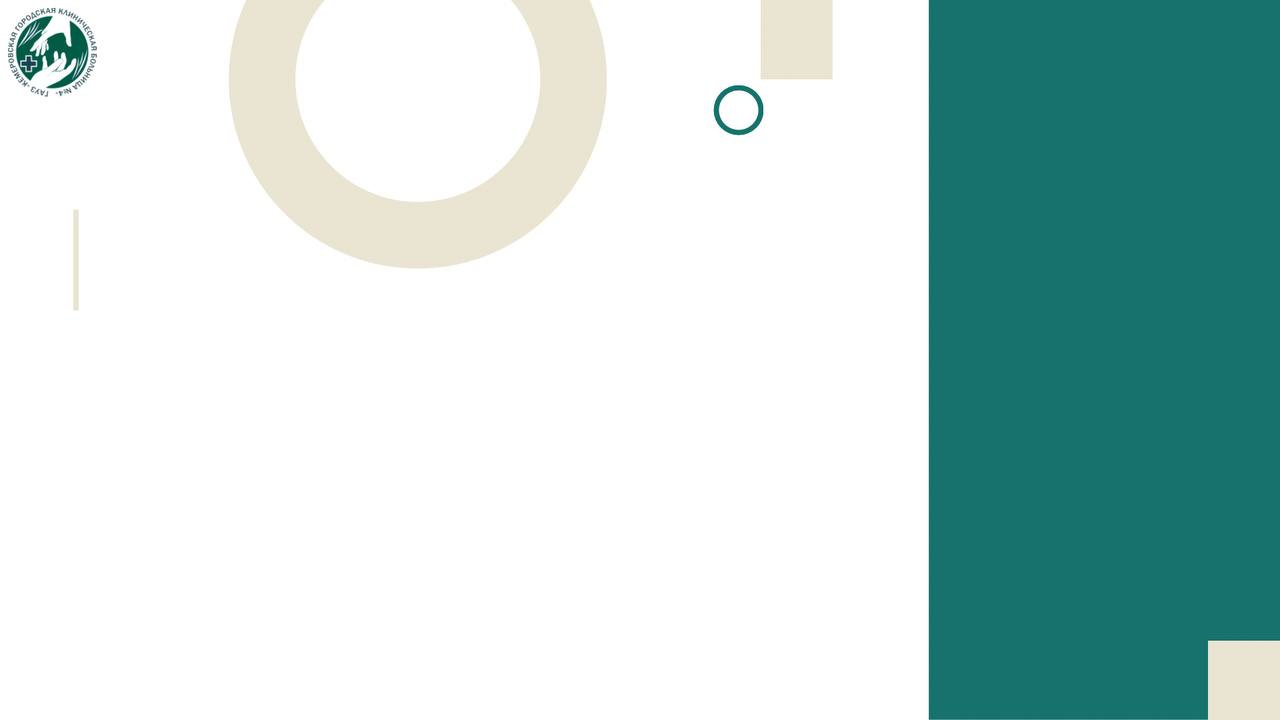 ГАУЗ «КЕМЕРОВСКАЯ ГОРОДСКАЯ КЛИНИЧЕСКАЯ БОЛЬНИЦА №4»